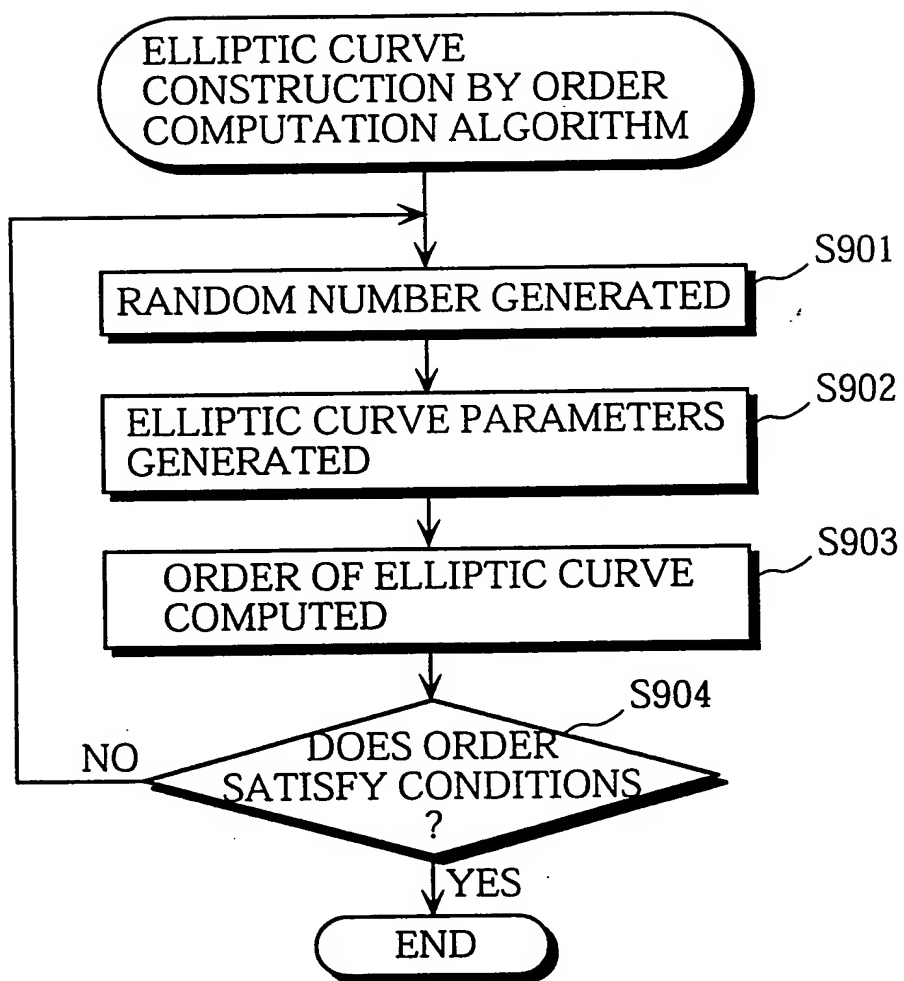 ELLIPTIC CURVE
CONSTRUCTION BY ORDER
COMPUTATION ALGORITHM
S901
RANDOM NUMBER GENERATED
S902
ELLIPTIC CURVE PARAMETERS
GENERATED
S903
ORDER OF ELLIPTIC CURVE
COMPUTED
S904
NO
DOES ORDER
SATISFY CONDITIONS
?
YES
END